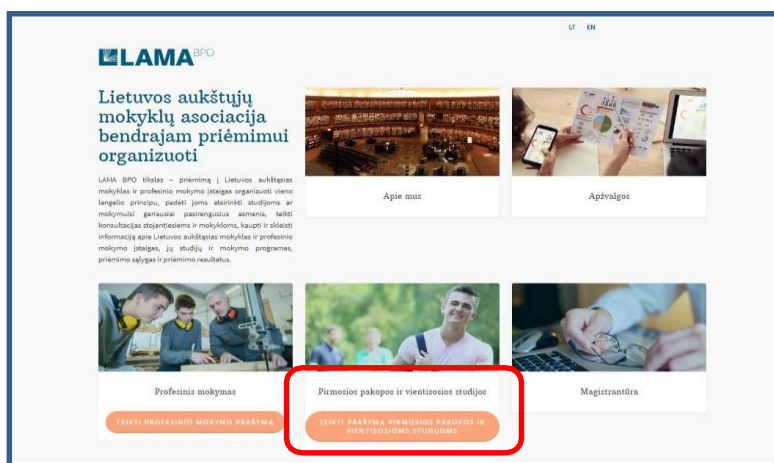 LT EN
LAMA BPO
Lietuvos aukštųjų
mokyklų asociacija
bendrajam priėmimui
organizuoti
LAMA BPO tikslas – priėmimą į Lietuvos aukštąsias
mokyklas ir profesinio mokymo įstaigas organizuoti vieno
langelio principu, padėti joms atsirinkti studijoms ar
mokymuisi geriausiai pasirengusius asmenis, teikti
konsultacijas stojantiesiems ir mokykloms, kaupti ir skleisti
informaciją apie Lietuvos aukštąsias mokyklas ir profesinio
mokymo įstaigas, jų studijų ir mokymo programas,
priėmimo sąlygas ir priėmimo rezultatus.
Apie mus
Apžvalgos
Profesinis mokymas
TEIKTI PROFESINIO MOKYMO PRAŠYMĄ
Pirmosios pakopos ir vientisosios studijos
TEIKTI PRAŠYMĄ PIRMOSIOS PAKOPOS IR
VIENTISOSIOMS STUDIJOMS
Magistrantūra